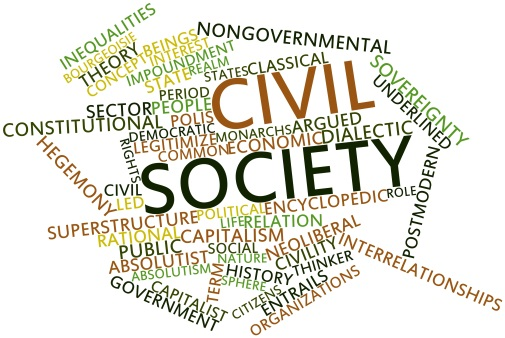 INEQUALITIES
BOURGEOISIE
THEORY
CONCEPT
BEINGS
INTEREST
IMPOUNDMENT
STATE
REALM
NONGOVERNMENTAL
STATES
CLASSICAL
PERIOD
CIVIL
SOVEREIGNTY
UNDERLINED
SECTOR
PEOPLE
CONSTITUTIONAL
POLIS
DEMOCRATIC
MONARCHS
ARGUED
LEGITIMIZE
ECONOMIC
DIALECTIC
COMMON
RIGHTS
HEGEMONY
SOCIETY
POSTMODERN
CIVIL
LED
POLITICAL
ENCYCLOPEDIC
ROLE
SUPERSTRUCTURE
LIFE
RELATION
RATIONAL
CAPITALISM
NEOLIBERAL
INTERRELATIONSHIPS
PUBLIC
SOCIAL
CIVILITY
ABSOLUTIST
NATURE
THINKER
ABSOLUTISM
TERM
HISTORY
SPHERE
ENTRAILS
GOVERNMENT
CAPITALIST
CITIZENS
ORGANIZATIONS